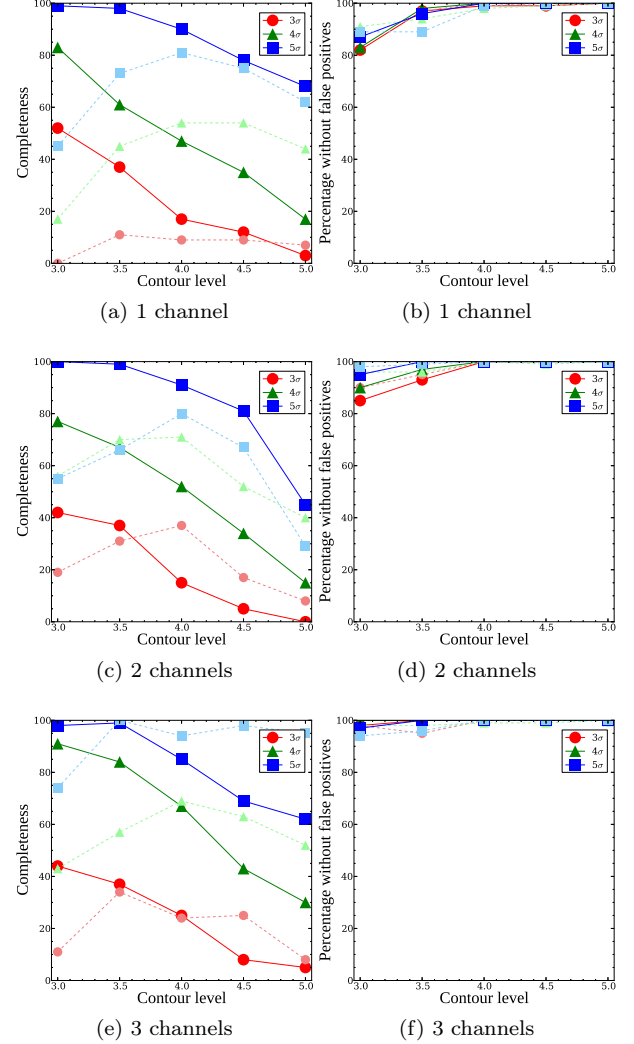 100
80
60
40
20
0
3.0 3.5 4.0 4.5 5.0
Completeness
Contour level
3σ
4σ
5σ
(a) 1 channel
100
80
60
40
20
0
3.0 3.5 4.0 4.5 5.0
Percentage without false positives
Contour level
3σ
4σ
5σ
(b) 1 channel
100
80
60
40
20
0
3.0 3.5 4.0 4.5 5.0
Completeness
Contour level
3σ
4σ
5σ
(c) 2 channels
100
80
60
40
20
0
3.0 3.5 4.0 4.5 5.0
Percentage without false positives
Contour level
3σ
4σ
5σ
(d) 2 channels
100
80
60
40
20
0
3.0 3.5 4.0 4.5 5.0
Completeness
Contour level
3σ
4σ
5σ
(e) 3 channels
100
80
60
40
20
0
3.0 3.5 4.0 4.5 5.0
Percentage without false positives
Contour level
3σ
4σ
5σ
(f) 3 channels